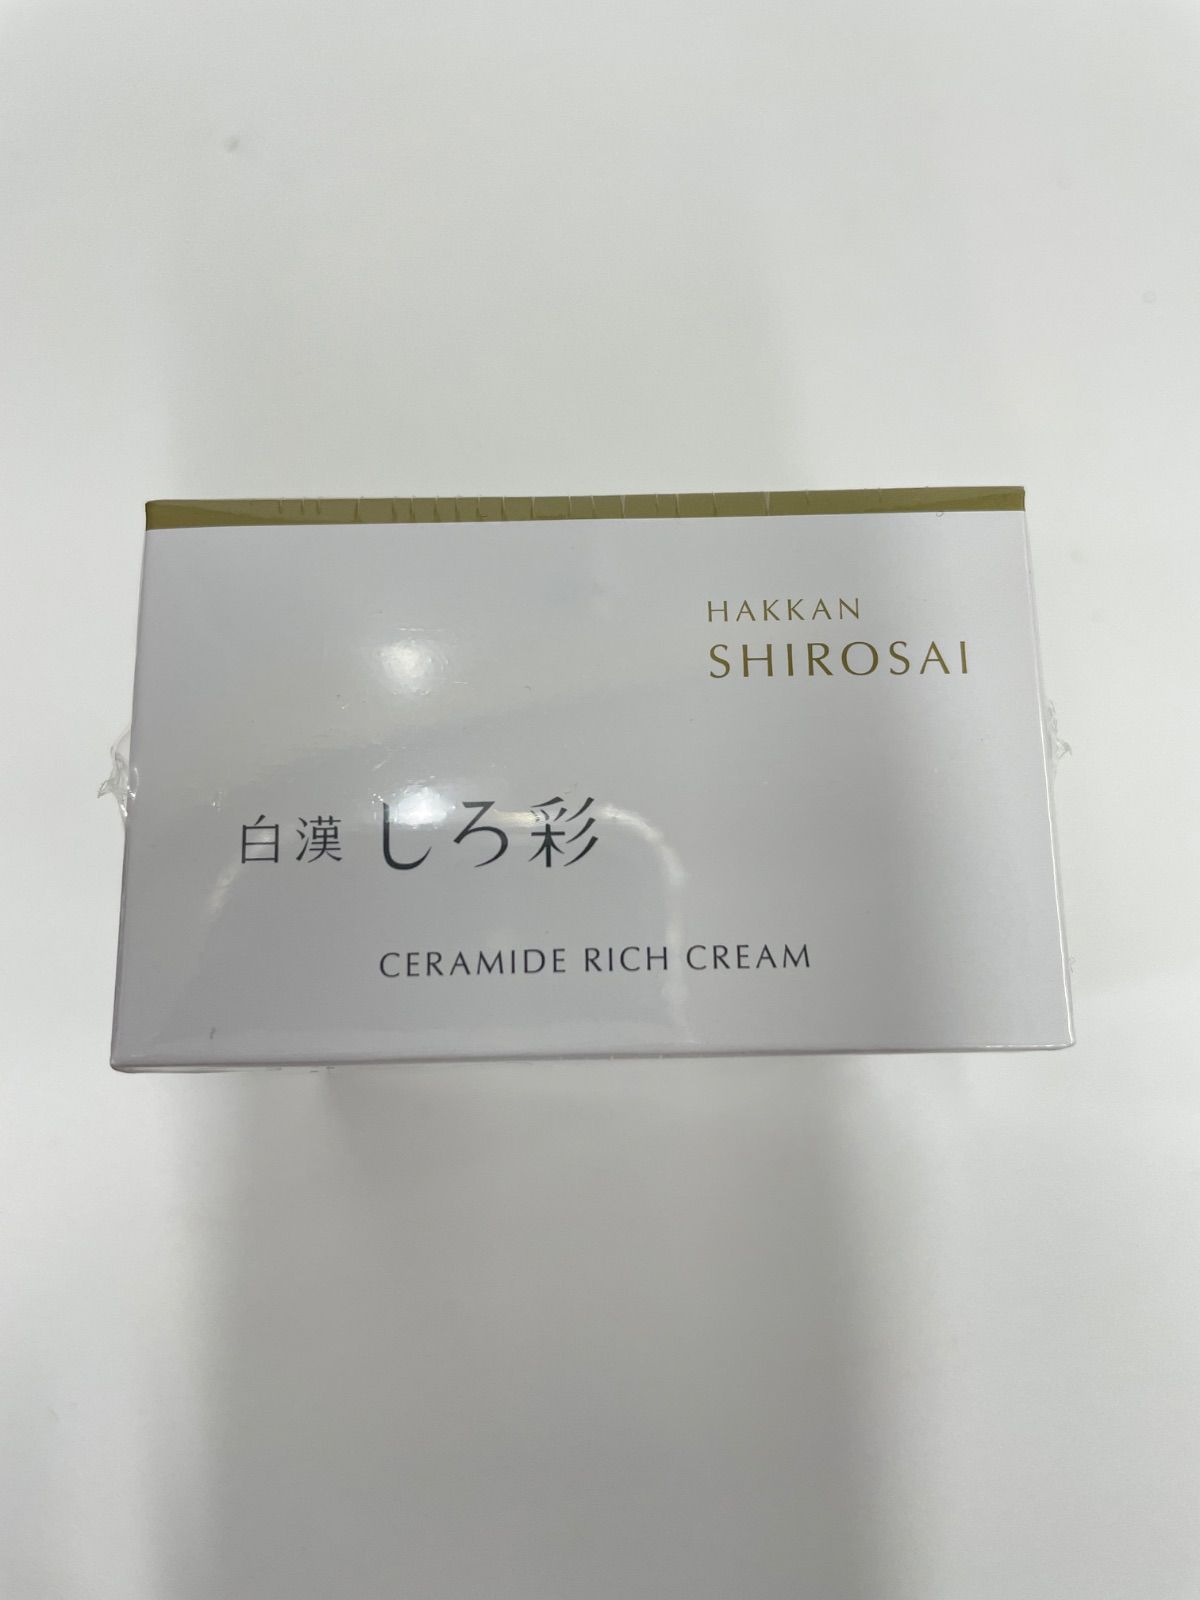 HAKKAN
SHIROSAI
白漢 しろ彩
CERAMIDE RICH CREAM